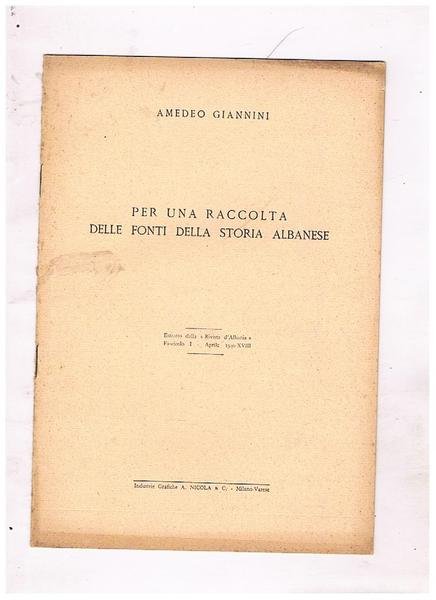 AMEDEO GIANNINI
PER UNA RACCOLTA
DELLE FONTI DELLA STORIA ALBANESE
Estratto dalla « Rivista d'Albania »
Fascicolo I - Aprile 1940-XVIII
Industrie Grafiche A. NICOLA & C. - Milano-Varese